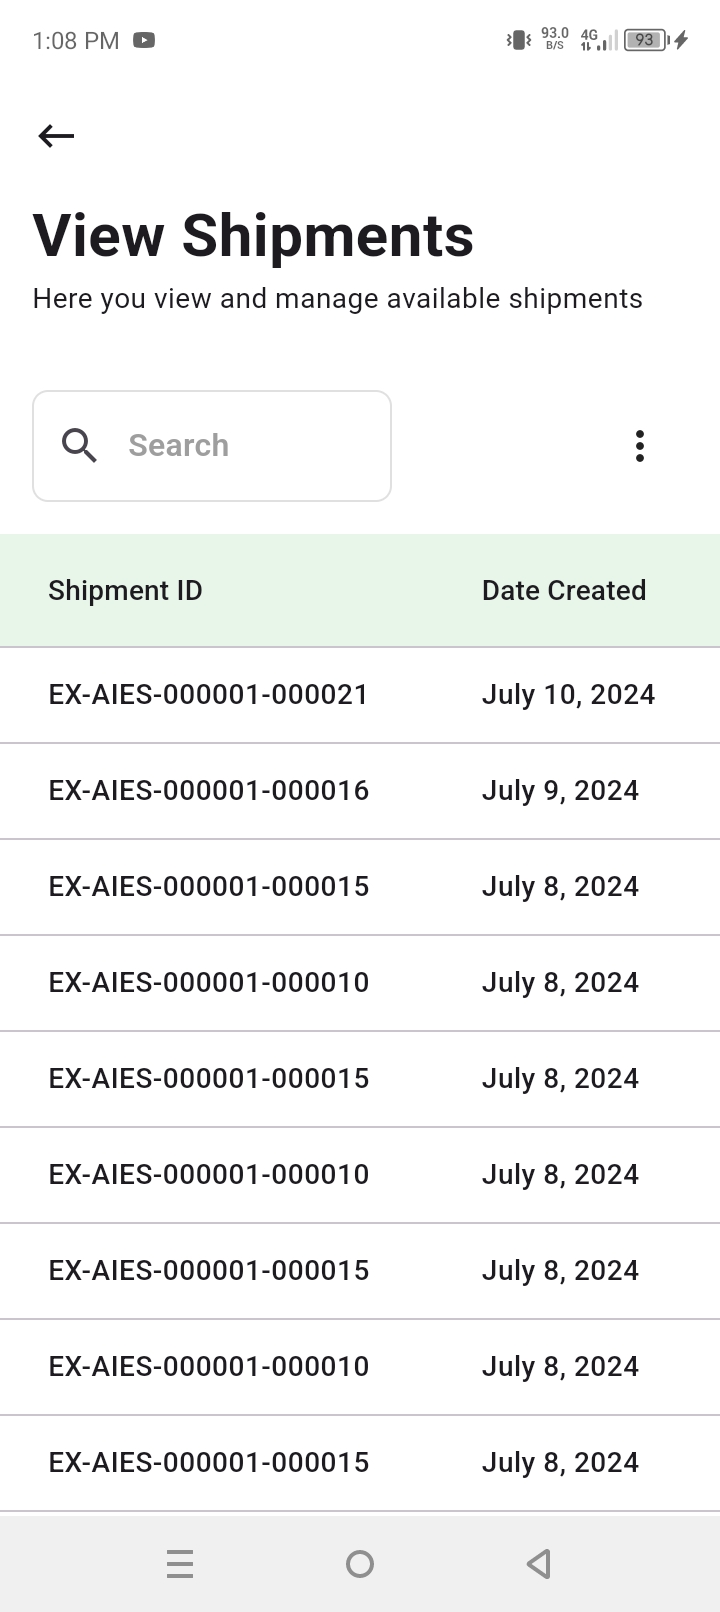 1:08 PM 93.0 B/S 4G 93
View Shipments
Here you view and manage available shipments
Search
Shipment ID Date Created
EX-AIES-000001-000021 July 10, 2024
EX-AIES-000001-000016 July 9, 2024
EX-AIES-000001-000015 July 8, 2024
EX-AIES-000001-000010 July 8, 2024
EX-AIES-000001-000015 July 8, 2024
EX-AIES-000001-000010 July 8, 2024
EX-AIES-000001-000015 July 8, 2024
EX-AIES-000001-000010 July 8, 2024
EX-AIES-000001-000015 July 8, 2024